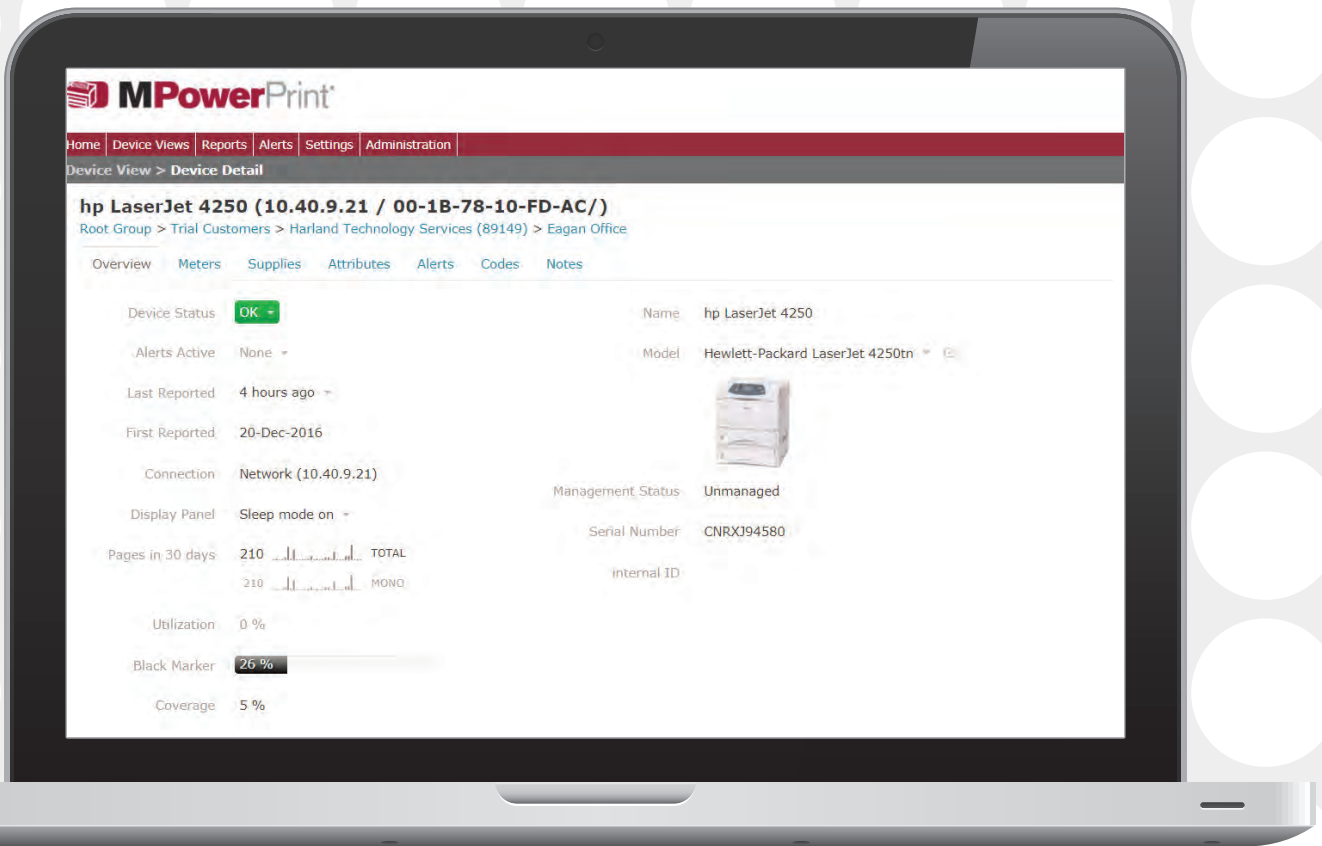 MPowerPrint
Home Device Views Reports Alerts Settings Administration
Device View > Device Detail
hp LaserJet 4250 (10.40.9.21 / 00-1B-78-10-FD-AC/)
Root Group > Trial Customers > Harland Technology Services (89149) > Eagan Office
Overview Meters Supplies Attributes Alerts Codes Notes
Device Status OK
Alerts Active None
Last Reported 4 hours ago
First Reported 20-Dec-2016
Connection Network (10.40.9.21)
Display Panel Sleep mode on
Pages in 30 days 210 TOTAL
210 MONO
Utilization 0 %
Black Marker 26 %
Coverage 5 %
Name hp LaserJet 4250
Model Hewlett-Packard LaserJet 4250tn
Management Status Unmanaged
Serial Number CNRXJ94580
internal ID